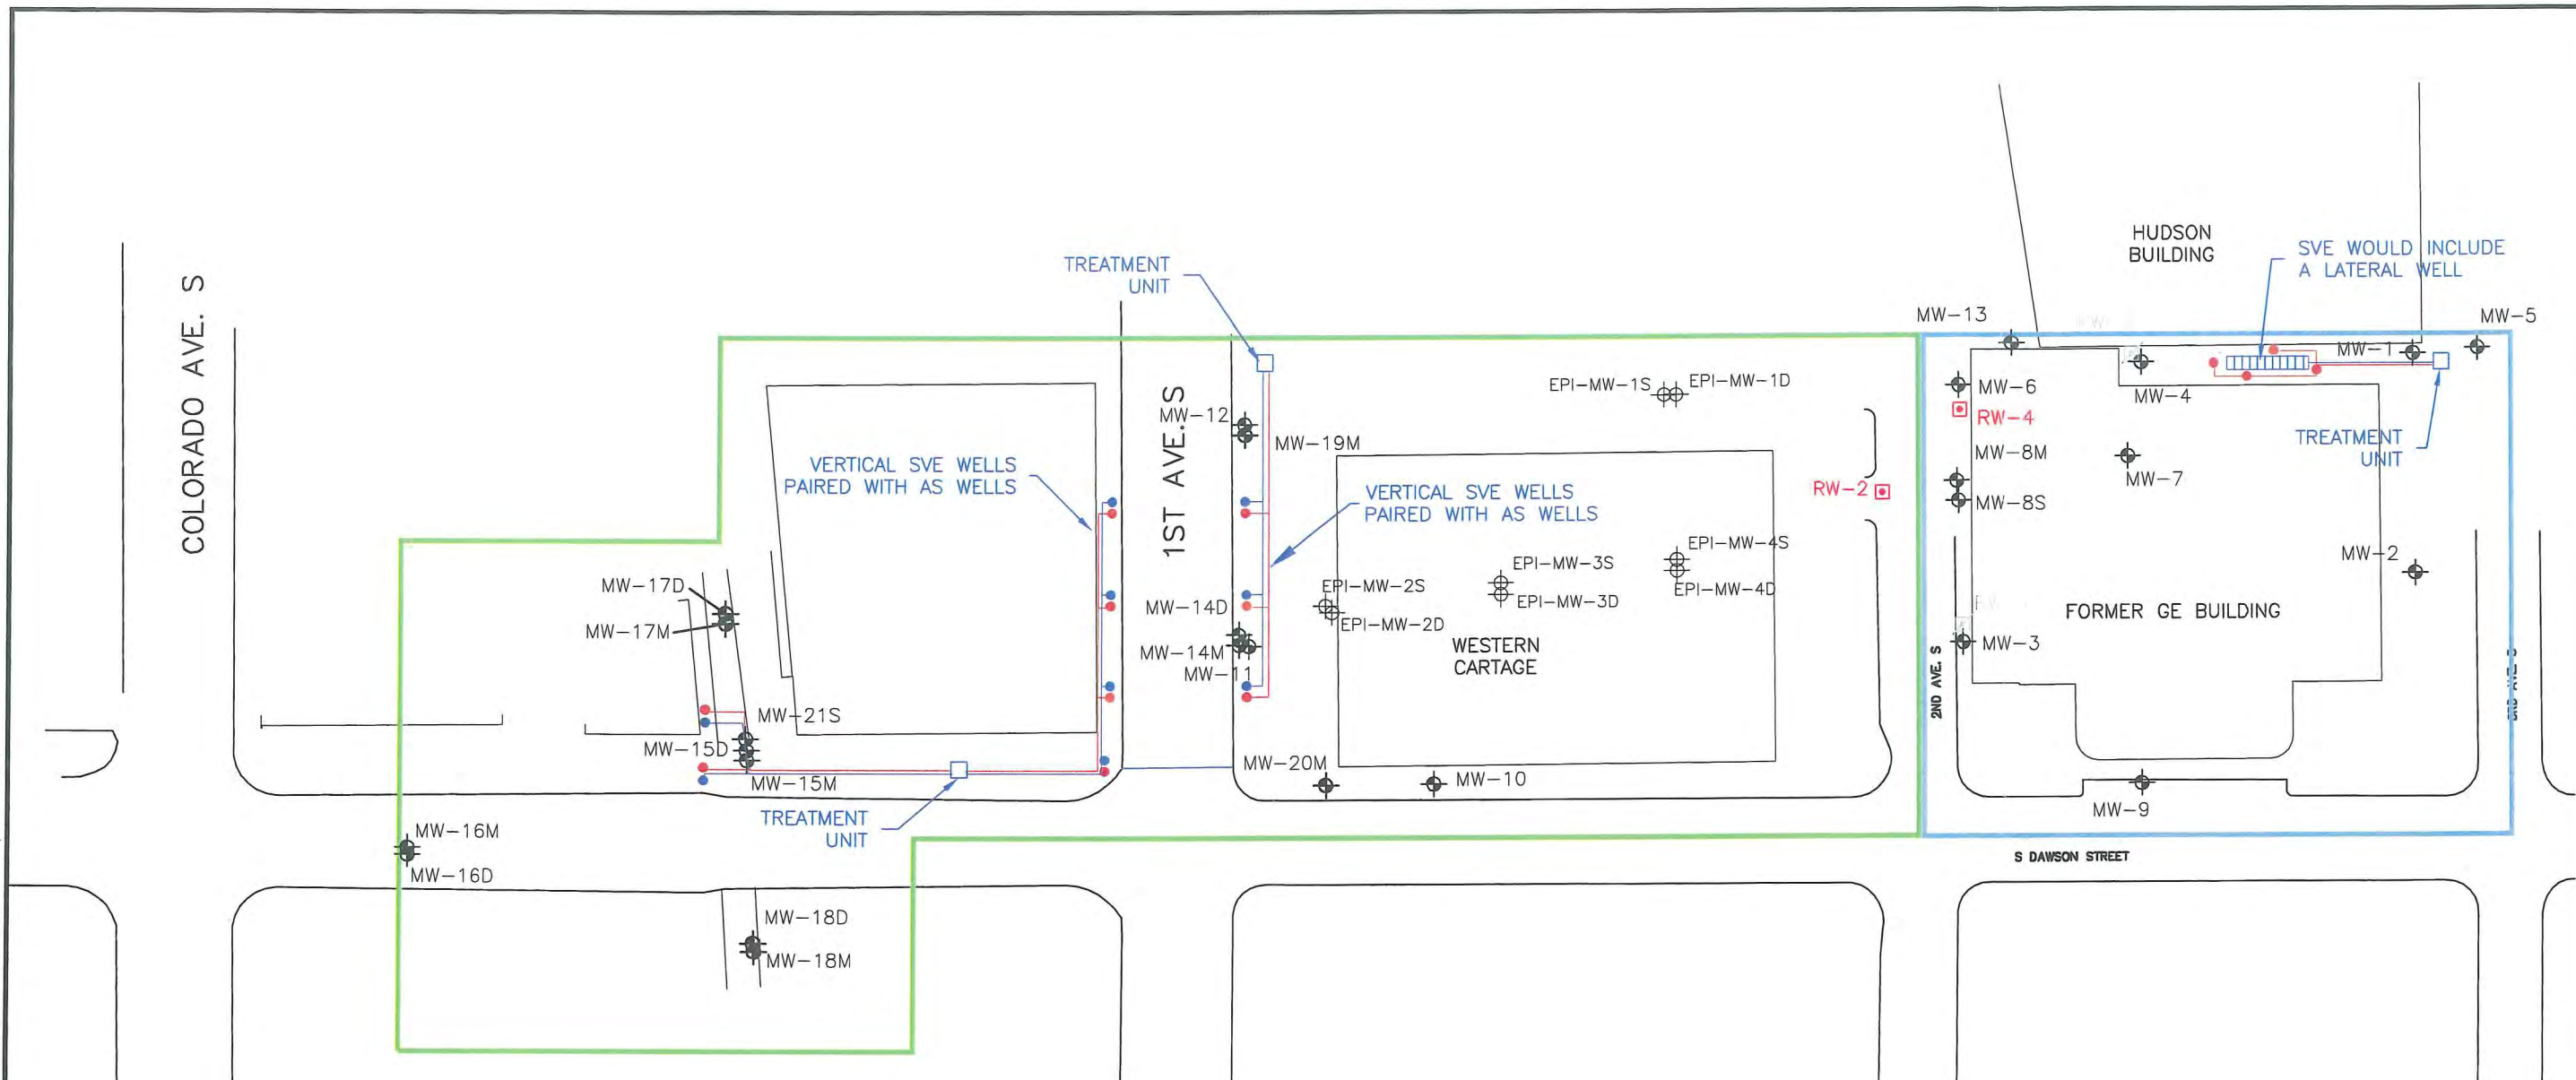 COLORADO AVE. S
TREATMENT
UNIT
1ST AVE. S
VERTICAL SVE WELLS
PAIRED WITH AS WELLS
MW-12
MW-19M
VERTICAL SVE WELLS
PAIRED WITH AS WELLS
EPI-MW-1S
EPI-MW-1D
RW-2
MW-17D
MW-17M
MW-14D
MW-14M
MW-11
EPI-MW-2S
EPI-MW-2D
EPI-MW-3S
EPI-MW-3D
EPI-MW-4S
EPI-MW-4D
WESTERN
CARTAGE
MW-21S
MW-15D
MW-15M
TREATMENT
UNIT
MW-20M
MW-10
MW-16M
MW-16D
MW-18D
MW-18M
HUDSON
BUILDING
SVE WOULD INCLUDE
A LATERAL WELL
MW-13
MW-5
MW-1
MW-6
RW-4
MW-4
MW-8M
MW-7
MW-8S
TREATMENT
UNIT
MW-2
FORMER GE BUILDING
MW-3
2ND AVE. S
3RD AVE. S
MW-9
S DAWSON STREET